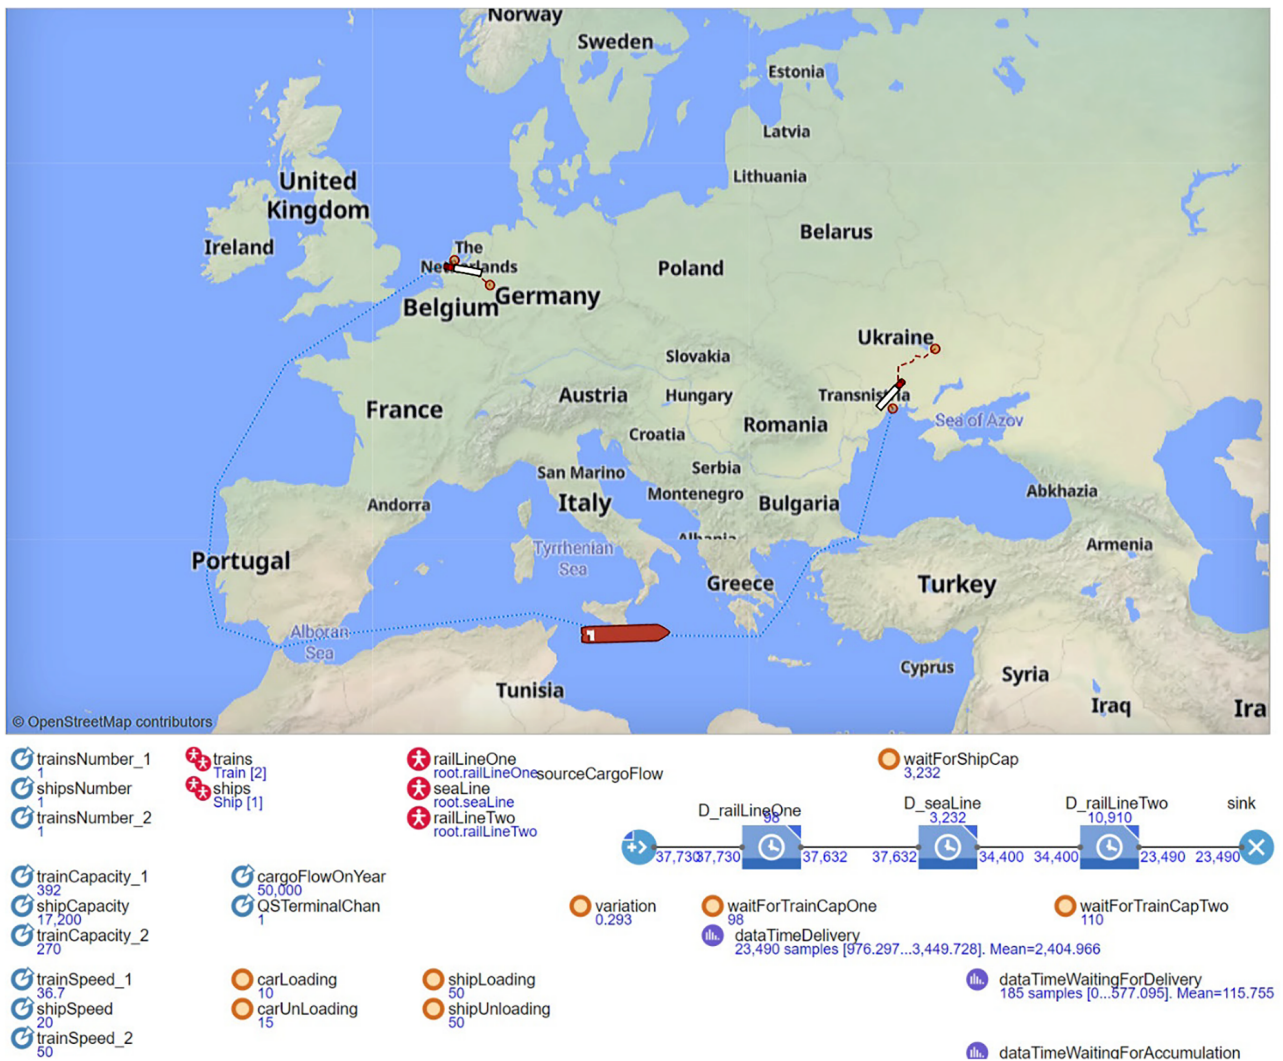 Norway
Sweden
Estonia
Latvia
Lithuania
United
Kingdom
Ireland
Belarus
The
Netherlands
Poland
Belgium
Germany
Ukraine
Slovakia
Austria
Hungary
Transnistria
France
Romania
Sea of Azov
Croatia
San Marino
Serbia
Montenegro
Italy
Andorra
Bulgaria
Abkhazia
Albania
Armenia
Tyrrhenian
Sea
Portugal
Greece
Turkey
Alboran
Sea
1
Cyprus
Syria
Tunisia
Iraq
Ira
© OpenStreetMap contributors
trainsNumber_1
1
shipsNumber
1
trainsNumber_2
1
trains
Train [2]
ships
Ship [1]
railLineOne
root.railLineOne
seaLine
root.seaLine
railLineTwo
root.railLineTwo
sourceCargoFlow
waitForShipCap
3,232
D_railLineOne
98
D_seaLine
3,232
D_railLineTwo
10,910
sink
37,730 37,730 37,632 37,632 34,400 34,400 23,490 23,490
trainCapacity_1
392
shipCapacity
17,200
trainCapacity_2
270
cargoFlowOnYear
50,000
QSTerminalChan
1
variation
0.293
waitForTrainCapOne
98
waitForTrainCapTwo
110
dataTimeDelivery
23,490 samples [976.297...3,449.728]. Mean=2,404.966
trainSpeed_1
36.7
shipSpeed
20
trainSpeed_2
50
carLoading
10
carUnLoading
15
shipLoading
50
shipUnloading
50
dataTimeWaitingForDelivery
185 samples [0...577.095]. Mean=115.755
dataTimeWaitingForAccumulation